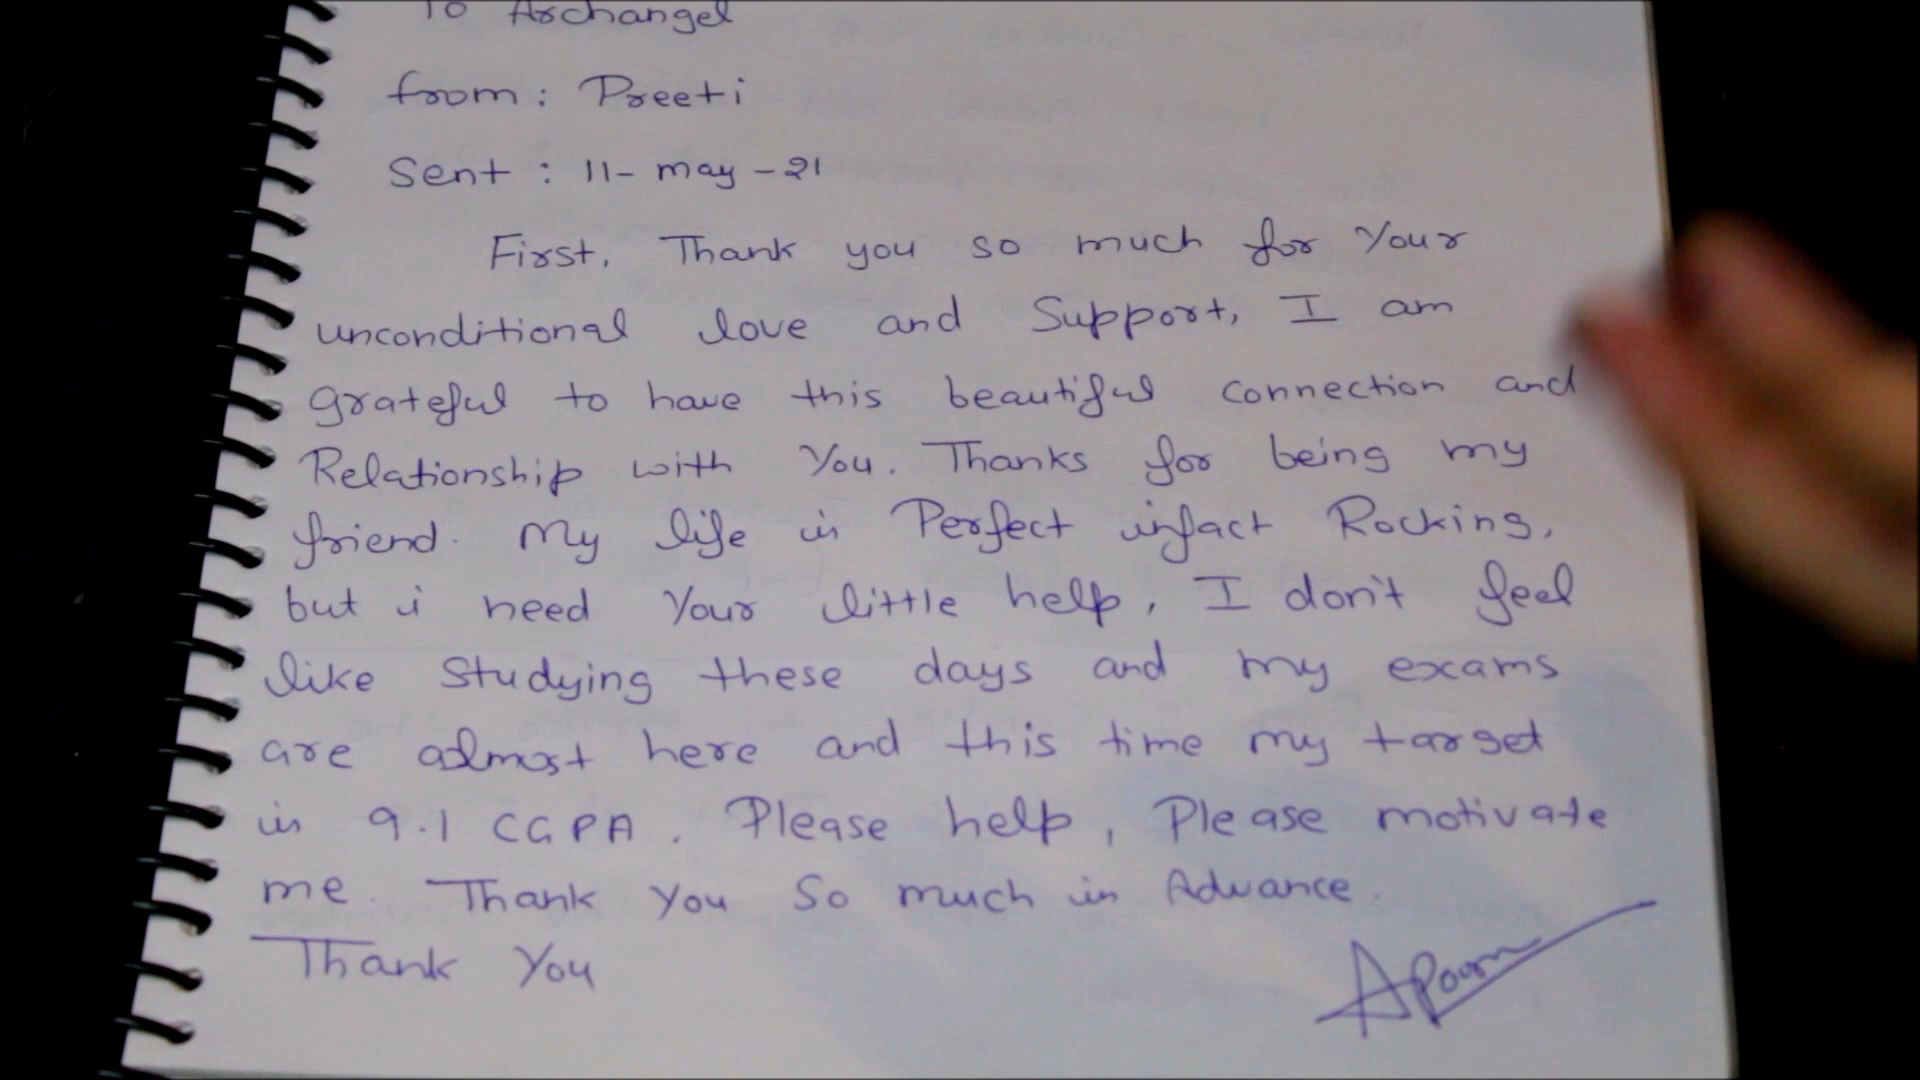 To Archangel
from: Preeti
Sent : 11- may -21
First, Thank you so much for Your
unconditional love and Support, I am
grateful to have this beautiful connection and
Relationship with You. Thanks for being my
friend. My life is Perfect infact Rocking,
but i need Your little help, I don't feel
like Studying these days and my exams
are almost here and this time my target
is 9.1 CGPA. Please help, Please motivate
me. Thank You So much in Advance.
Thank You